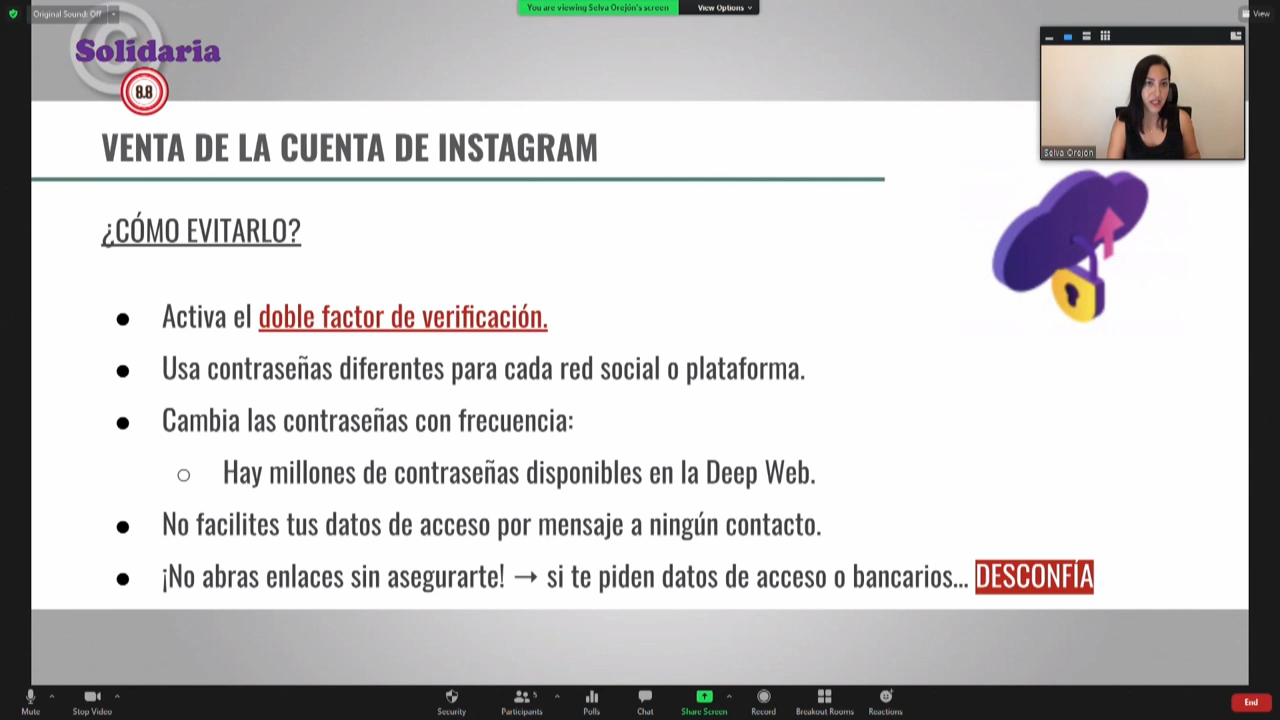 Original Sound: Off
You are viewing Selva Orejón's screen
View Options
View
Solidaria
8.8
Selva Orejón
VENTA DE LA CUENTA DE INSTAGRAM
¿CÓMO EVITARLO?
● Activa el doble factor de verificación.
● Usa contraseñas diferentes para cada red social o plataforma.
● Cambia las contraseñas con frecuencia:
○ Hay millones de contraseñas disponibles en la Deep Web.
● No facilites tus datos de acceso por mensaje a ningún contacto.
● ¡No abras enlaces sin asegurarte! → si te piden datos de acceso o bancarios... DESCONFÍA
Mute
Stop Video
Security
Participants 5
Polls
Chat
Share Screen
Record
Breakout Rooms
Reactions
End